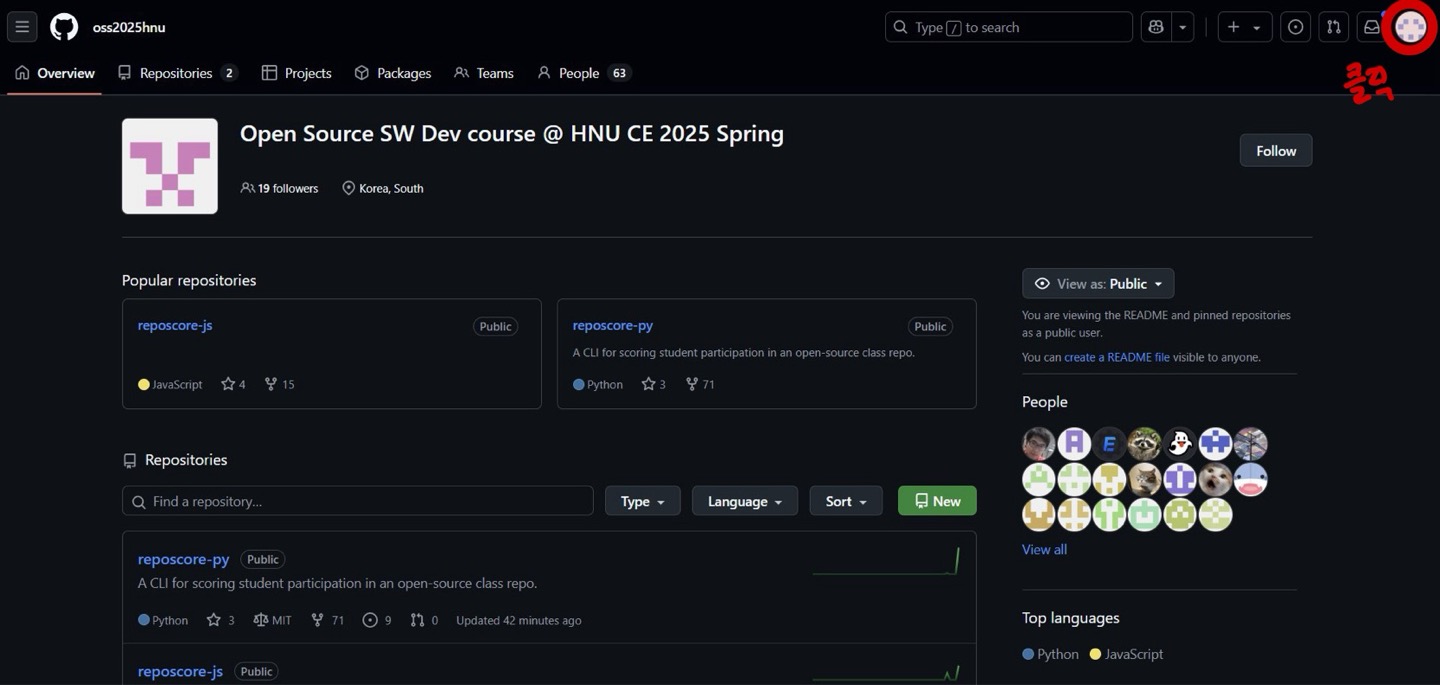 oss2025hnu
Type / to search
Overview
Repositories 2
Projects
Packages
Teams
People 63
클릭
Open Source SW Dev course @ HNU CE 2025 Spring
19 followers
Korea, South
Follow
Popular repositories
reposcore-js
Public
JavaScript 4 15
reposcore-py
Public
A CLI for scoring student participation in an open-source class repo.
Python 3 71
View as: Public
You are viewing the README and pinned repositories
as a public user.
You can create a README file visible to anyone.
People
View all
Repositories
Find a repository...
Type
Language
Sort
New
reposcore-py Public
A CLI for scoring student participation in an open-source class repo.
Python 3 MIT 71 9 0 Updated 42 minutes ago
reposcore-js Public
Top languages
Python JavaScript